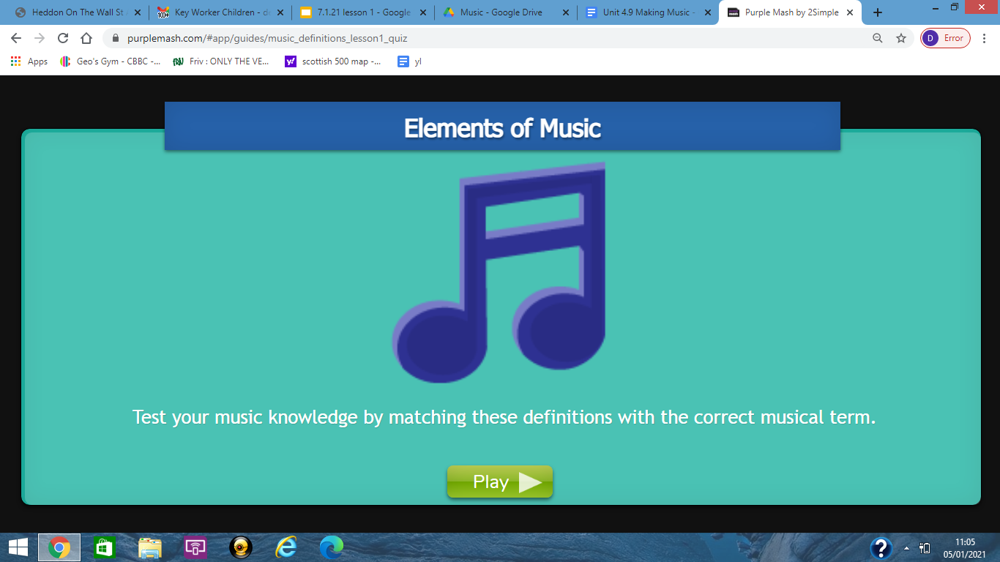 Heddon On The Wall St
Key Worker Children - de
7.1.21 lesson 1 - Google
Music - Google Drive
Unit 4.9 Making Music -
Purple Mash by 2Simple
100+
purplemash.com/#app/guides/music_definitions_lesson1_quiz
D Error
Apps
Geo's Gym - CBBC -...
Friv : ONLY THE VE...
scottish 500 map -...
yl
Elements of Music
Test your music knowledge by matching these definitions with the correct musical term.
Play
11:05
05/01/2021